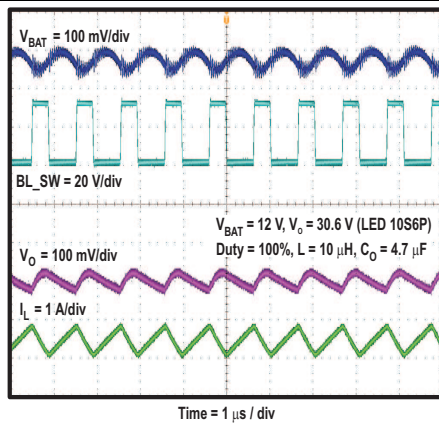 V_BAT = 100 mV/div
BL_SW = 20 V/div
V_BAT = 12 V, V_o = 30.6 V (LED 10S6P)
Duty = 100%, L = 10 μH, C_O = 4.7 μF
V_O = 100 mV/div
I_L = 1 A/div
Time = 1 μs / div